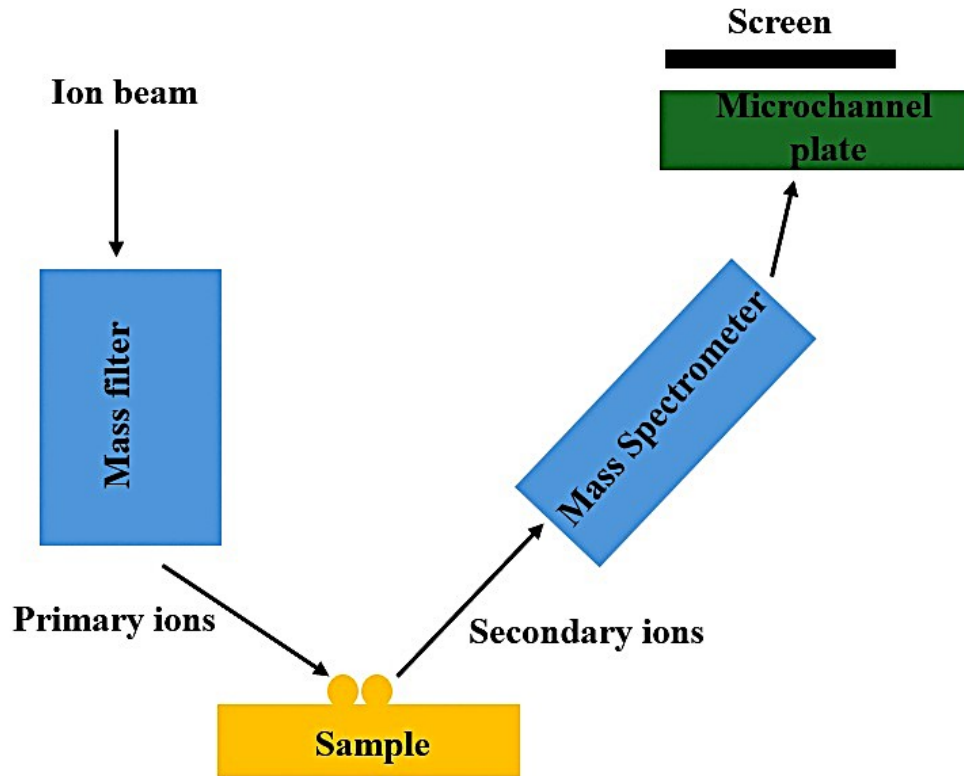 Screen
Ion beam
Microchannel
plate
Mass filter
Mass Spectrometer
Primary ions
Secondary ions
Sample